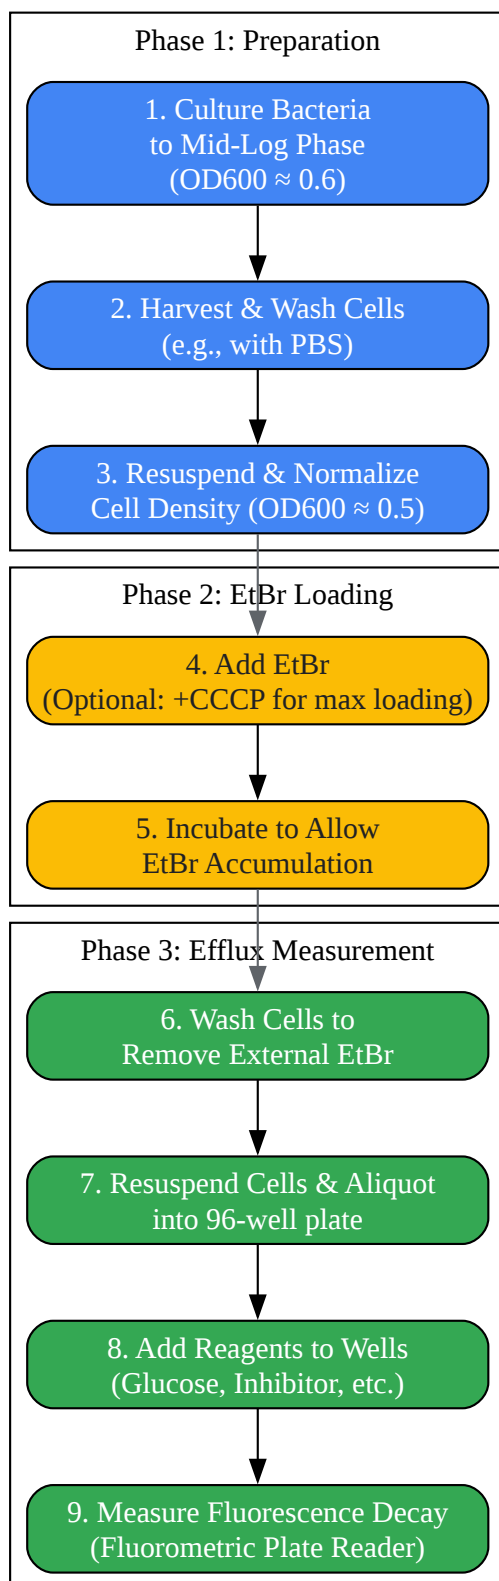 Phase 1: Preparation
1. Culture Bacteria
to Mid-Log Phase
(OD600 ≈ 0.6)
2. Harvest & Wash Cells
(e.g., with PBS)
3. Resuspend & Normalize
Cell Density (OD600 ≈ 0.5)
Phase 2: EtBr Loading
4. Add EtBr
(Optional: +CCCP for max loading)
5. Incubate to Allow
EtBr Accumulation
Phase 3: Efflux Measurement
6. Wash Cells to
Remove External EtBr
7. Resuspend Cells & Aliquot
into 96-well plate
8. Add Reagents to Wells
(Glucose, Inhibitor, etc.)
9. Measure Fluorescence Decay
(Fluorometric Plate Reader)